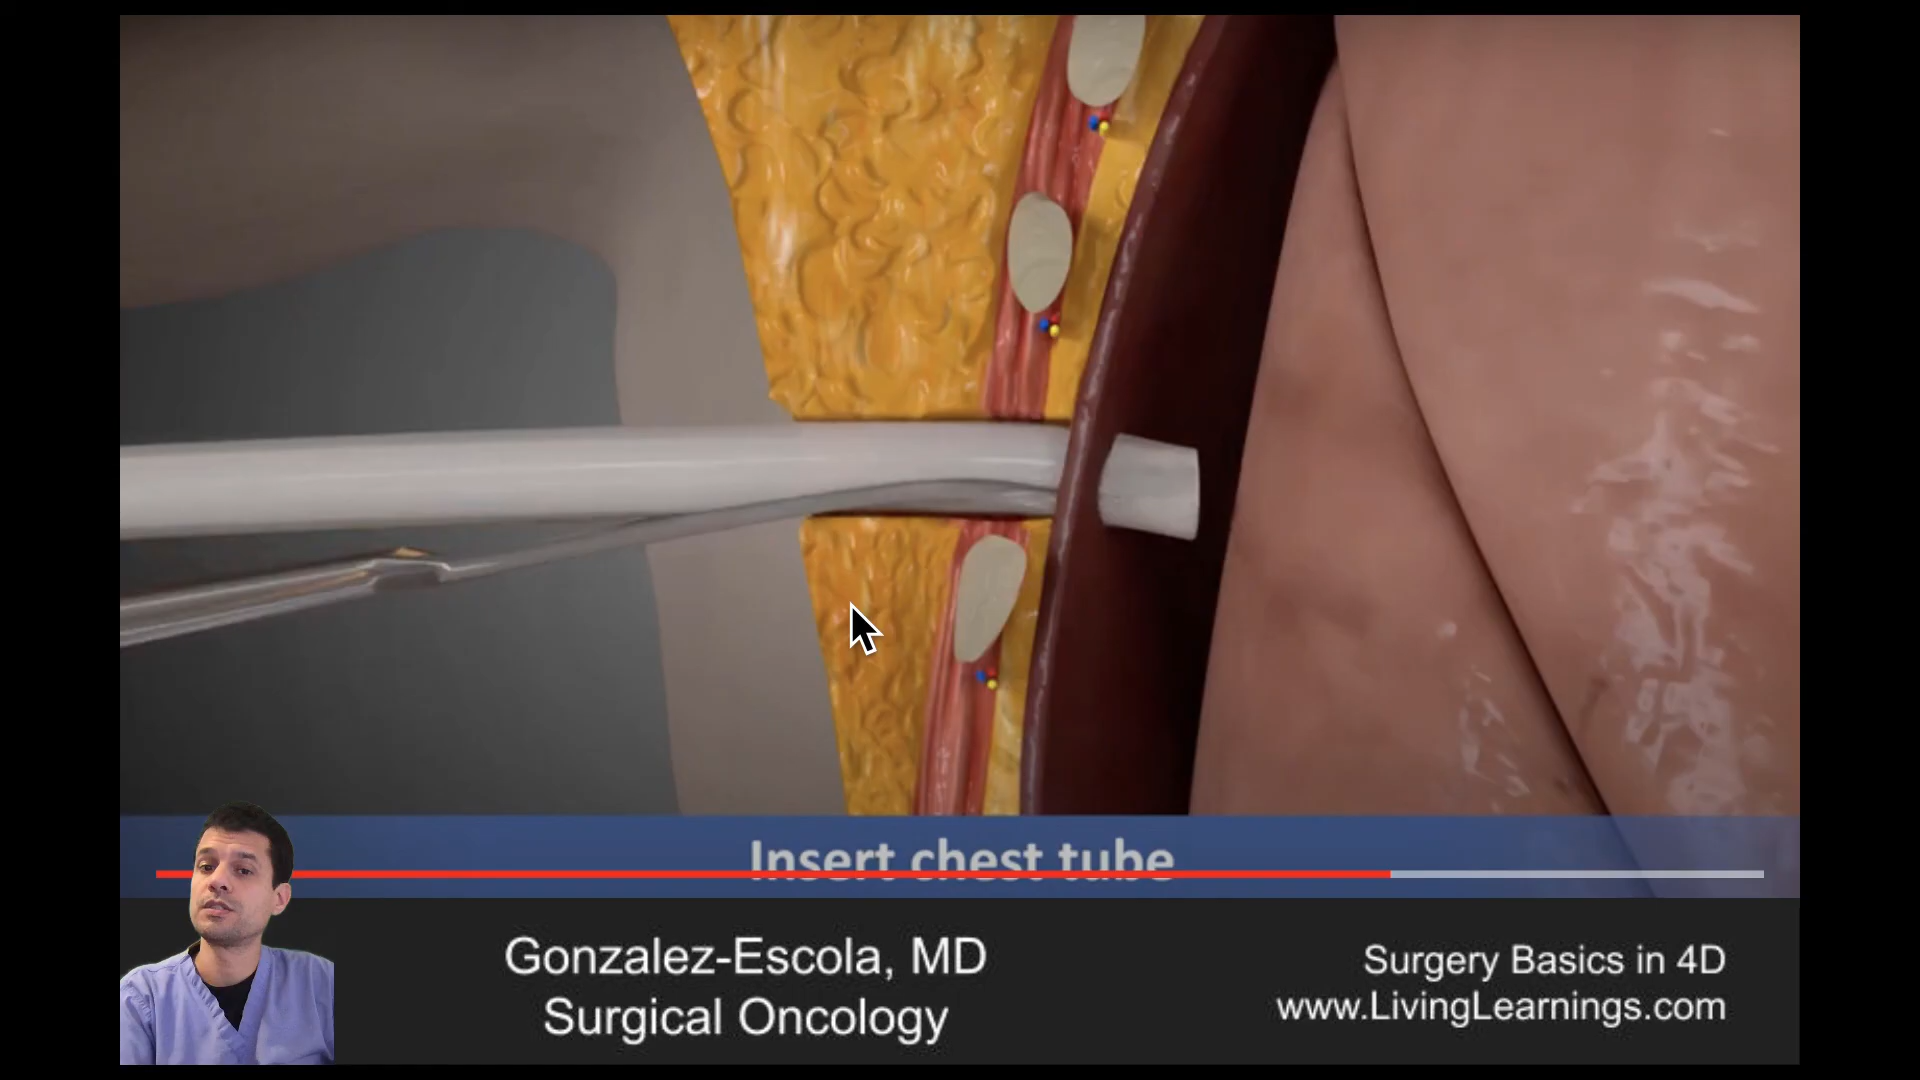 Insert chest tube
Gonzalez-Escola, MD
Surgical Oncology
Surgery Basics in 4D
www.LivingLearnings.com